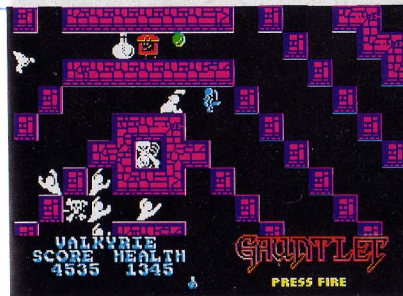 VALKYRIE
SCORE HEALTH
4535 1345
GAUNTLET
PRESS FIRE